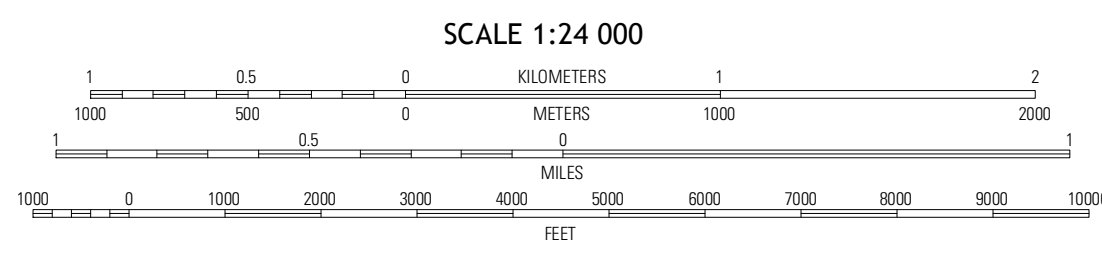 SCALE 1:24 000
1 0.5 0 KILOMETERS 1 2
1000 500 0 METERS 1000 2000
1 0.5 0 1
MILES
1000 0 1000 2000 3000 4000 5000 6000 7000 8000 9000 10000
FEET